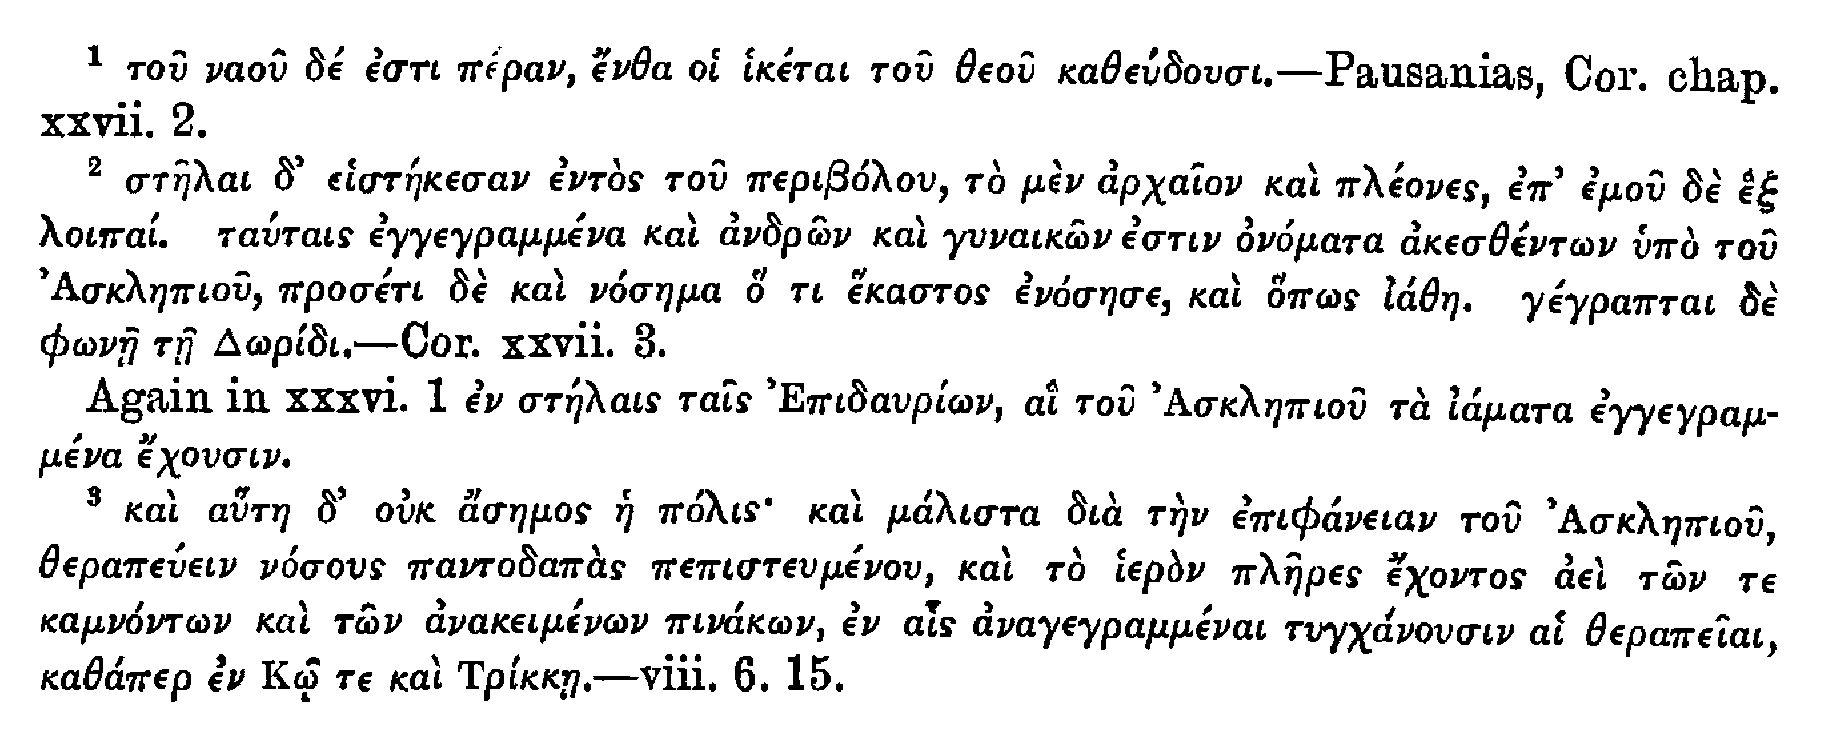 ¹ τοῦ ναοῦ δέ ἐστι πέραν, ἔνθα οἱ ἱκέται τοῦ θεοῦ καθεύδουσι.—Pausanias, Cor. chap.
xxvii. 2.
² στῆλαι δ’ εἱστήκεσαν ἐντὸς τοῦ περιβόλου, τὸ μὲν ἀρχαῖον καὶ πλέονες, ἐπ’ ἐμοῦ δὲ ἓξ
λοιπαί. ταύταις ἐγγεγραμμένα καὶ ἀνδρῶν καὶ γυναικῶν ἐστιν ὀνόματα ἀκεσθέντων ὑπὸ τοῦ
Ἀσκληπιοῦ, προσέτι δὲ καὶ νόσημα ὅ τι ἕκαστος ἐνόσησε, καὶ ὅπως ἰάθη. γέγραπται δὲ
φωνῇ τῇ Δωρίδι.—Cor. xxvii. 3.
Again in xxxvi. 1 ἐν στήλαις ταῖς Ἐπιδαυρίων, αἳ τοῦ Ἀσκληπιοῦ τὰ ἰάματα ἐγγεγραμ-
μένα ἔχουσιν.
³ καὶ αὕτη δ’ οὐκ ἄσημος ἡ πόλις· καὶ μάλιστα διὰ τὴν ἐπιφάνειαν τοῦ Ἀσκληπιοῦ,
θεραπεύειν νόσους παντοδαπὰς πεπιστευμένου, καὶ τὸ ἱερὸν πλῆρες ἔχοντος ἀεὶ τῶν τε
καμνόντων καὶ τῶν ἀνακειμένων πινάκων, ἐν αἷς ἀναγεγραμμέναι τυγχάνουσιν αἱ θεραπεῖαι,
καθάπερ ἐν Κῷ τε καὶ Τρίκκῃ.—viii. 6. 15.